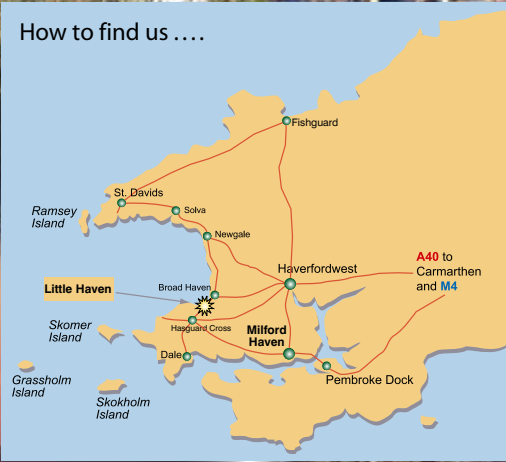 How to find us ....
Fishguard
St. Davids
Solva
Ramsey
Island
Newgale
A40 to
Carmarthen
and M4
Haverfordwest
Little Haven
Broad Haven
Skomer
Island
Hasguard Cross
Milford
Haven
Dale
Grassholm
Island
Skokholm
Island
Pembroke Dock